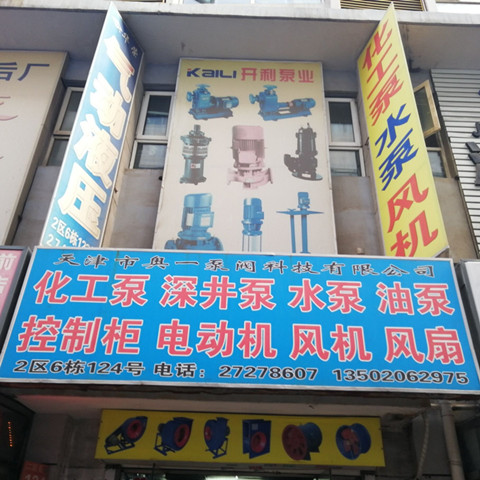 KAILI 开利泵业
后厂
气动液压
2区6栋12
化工泵水泵风机
天津市奥一泵阀科技有限公司
化工泵 深井泵 水泵 油泵
控制柜 电动机 风机 风扇
2区6栋124号 电话：27278607 13502062975